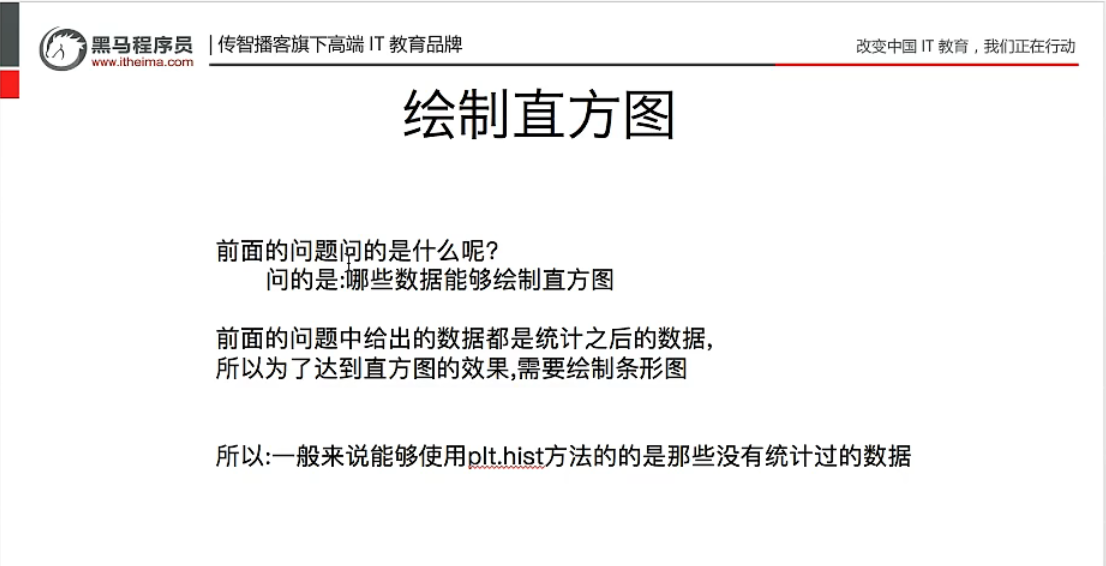 黑马程序员
www.itheima.com
传智播客旗下高端 IT 教育品牌
改变中国 IT 教育，我们正在行动
绘制直方图
前面的问题问的是什么呢?
问的是:哪些数据能够绘制直方图
前面的问题中给出的数据都是统计之后的数据,
所以为了达到直方图的效果,需要绘制条形图
所以:一般来说能够使用plt.hist方法的的是那些没有统计过的数据